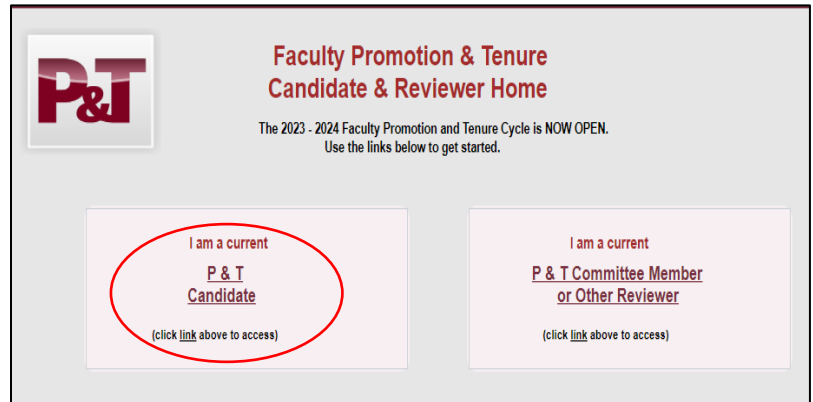 P&T
Faculty Promotion & Tenure
Candidate & Reviewer Home
The 2023 - 2024 Faculty Promotion and Tenure Cycle is NOW OPEN.
Use the links below to get started.
I am a current
P & T
Candidate
(click link above to access)
I am a current
P & T Committee Member
or Other Reviewer
(click link above to access)